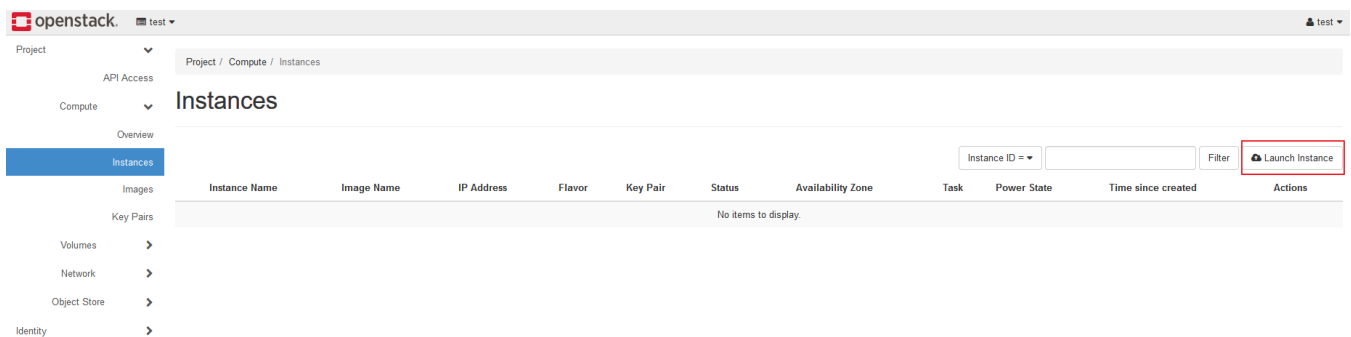 openstack. test test
Project
API Access
Compute
Overview
Instances
Images
Key Pairs
Volumes
Network
Object Store
Identity
Project / Compute / Instances
Instances
Instance ID = Filter Launch Instance
Instance Name Image Name IP Address Flavor Key Pair Status Availability Zone Task Power State Time since created Actions
No items to display.